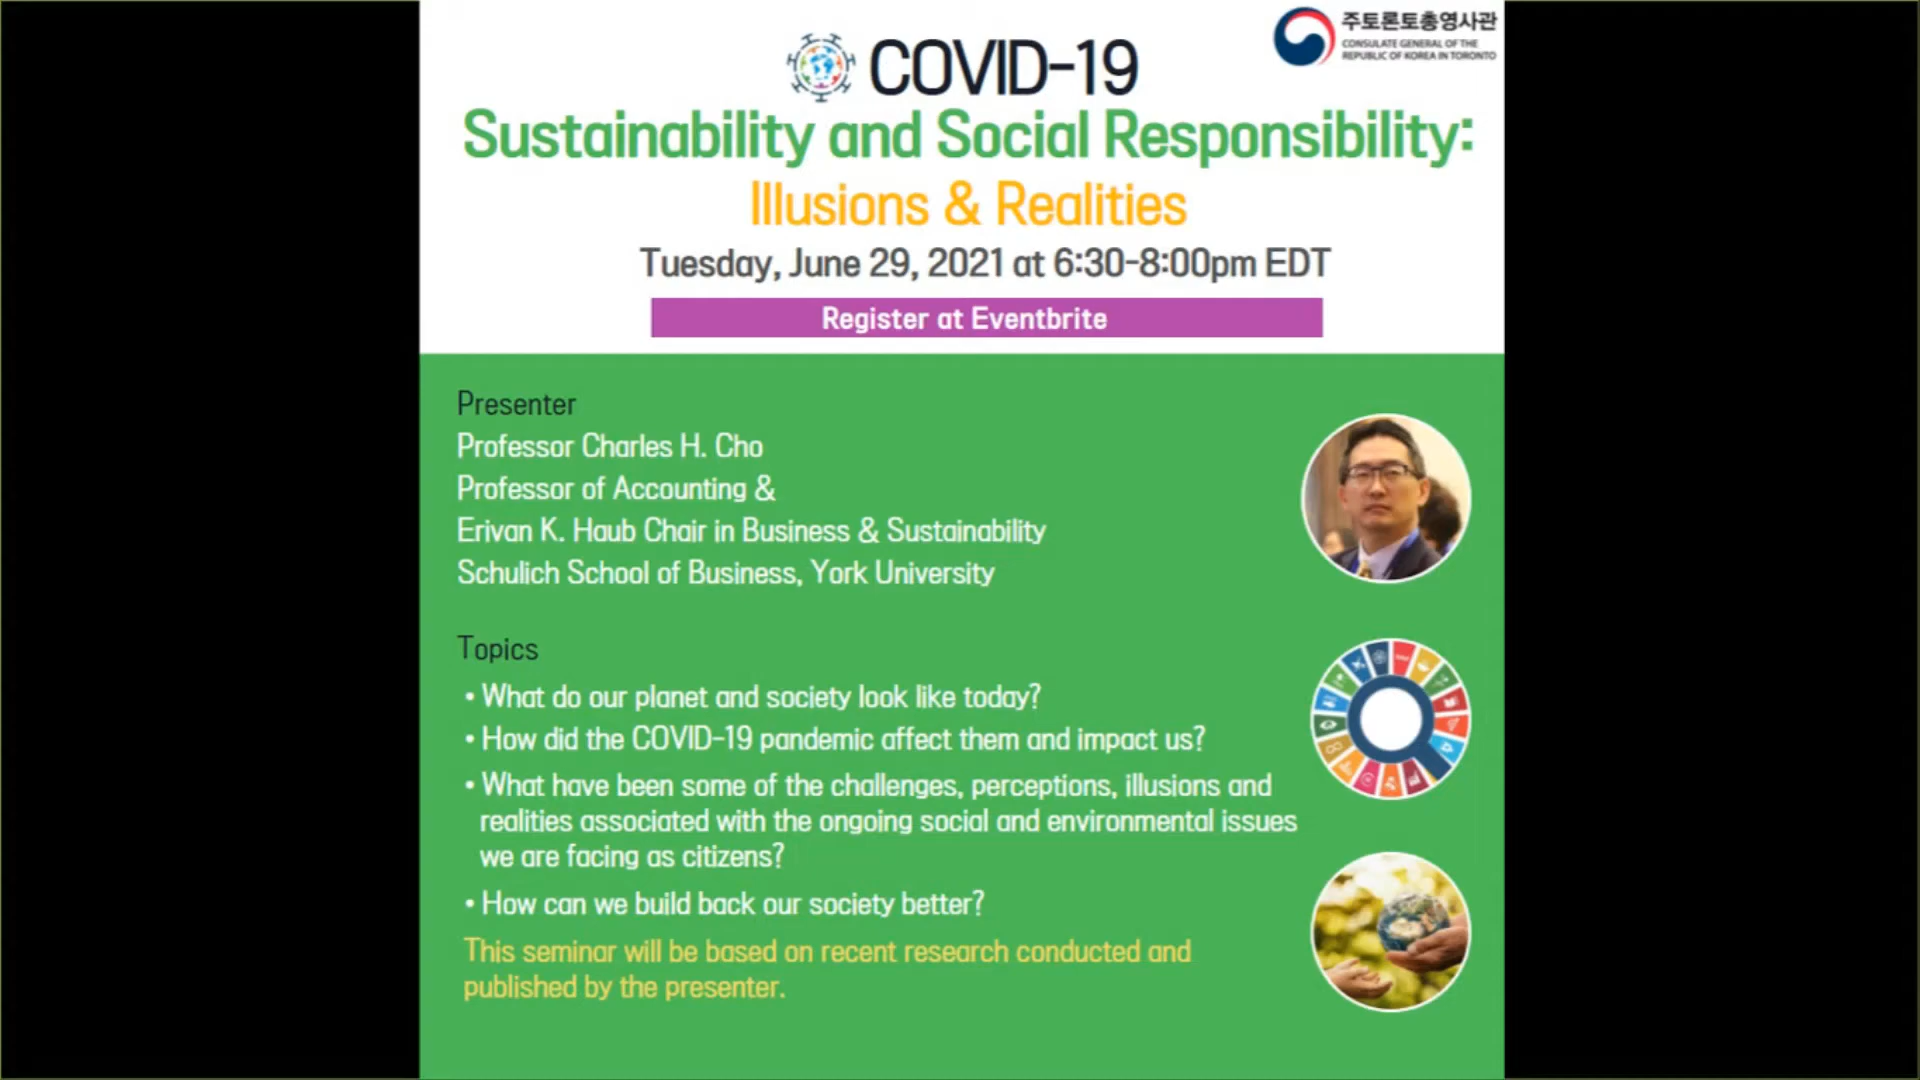 주토론토총영사관
CONSULATE GENERAL OF THE
REPUBLIC OF KOREA IN TORONTO
COVID-19
Sustainability and Social Responsibility:
Illusions & Realities
Tuesday, June 29, 2021 at 6:30-8:00pm EDT
Register at Eventbrite
Presenter
Professor Charles H. Cho
Professor of Accounting &
Erivan K. Haub Chair in Business & Sustainability
Schulich School of Business, York University
Topics
• What do our planet and society look like today?
• How did the COVID-19 pandemic affect them and impact us?
• What have been some of the challenges, perceptions, illusions and
realities associated with the ongoing social and environmental issues
we are facing as citizens?
• How can we build back our society better?
This seminar will be based on recent research conducted and
published by the presenter.